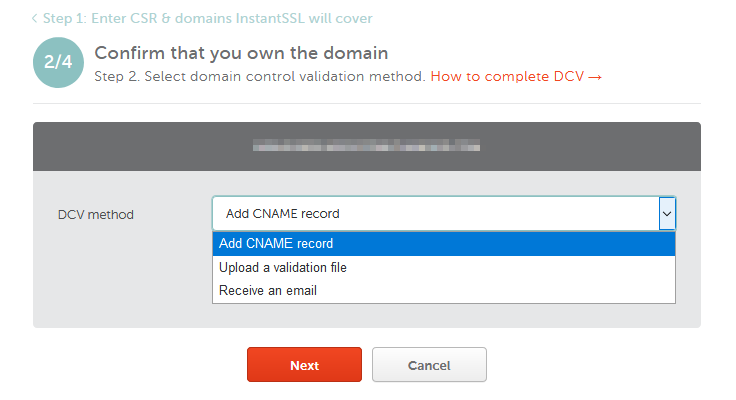 < Step 1: Enter CSR & domains InstantSSL will cover
2/4
Confirm that you own the domain
Step 2. Select domain control validation method. How to complete DCV →
DCV method
Add CNAME record
Add CNAME record
Upload a validation file
Receive an email
Next
Cancel